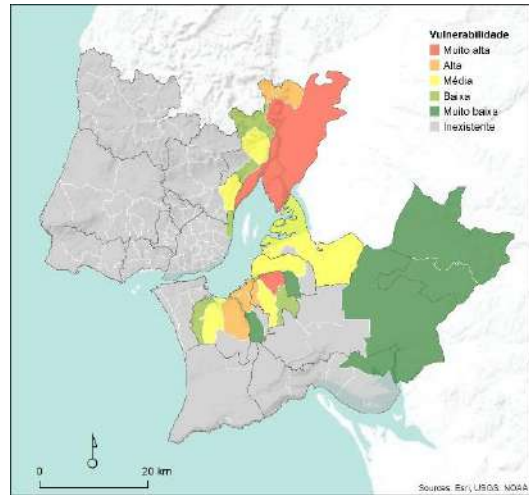 Vulnerabilidade
Muito alta
Alta
Média
Baixa
Muito baixa
Inexistente
0
20 km
Sources: Esri, USGS, NOAA